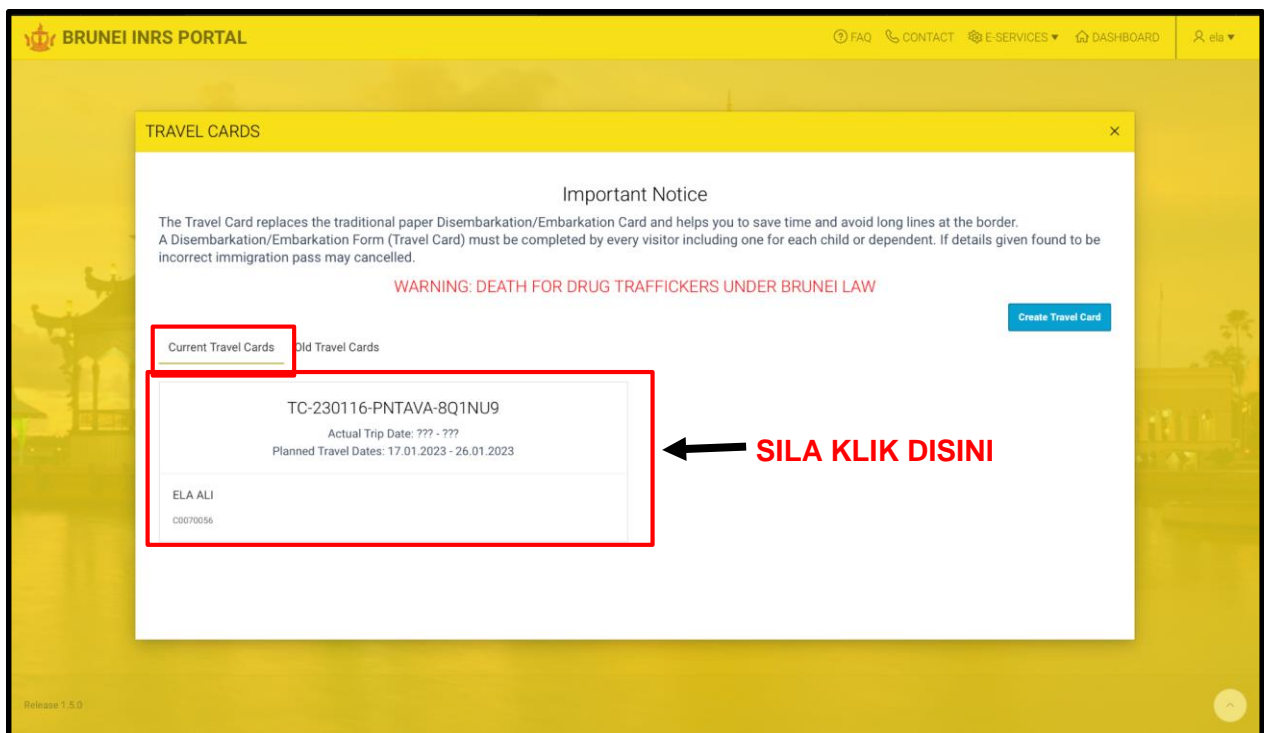 BRUNEI INRS PORTAL
FAQ CONTACT E-SERVICES DASHBOARD ela
TRAVEL CARDS
Important Notice
The Travel Card replaces the traditional paper Disembarkation/Embarkation Card and helps you to save time and avoid long lines at the border.
A Disembarkation/Embarkation Form (Travel Card) must be completed by every visitor including one for each child or dependent. If details given found to be
incorrect immigration pass may cancelled.
WARNING: DEATH FOR DRUG TRAFFICKERS UNDER BRUNEI LAW
Create Travel Card
Current Travel Cards Old Travel Cards
TC-230116-PNTAVA-8Q1NU9
Actual Trip Date: ??? - ???
Planned Travel Dates: 17.01.2023 - 26.01.2023
SILA KLIK DISINI
ELA ALI
C0070056
Release 1.5.0